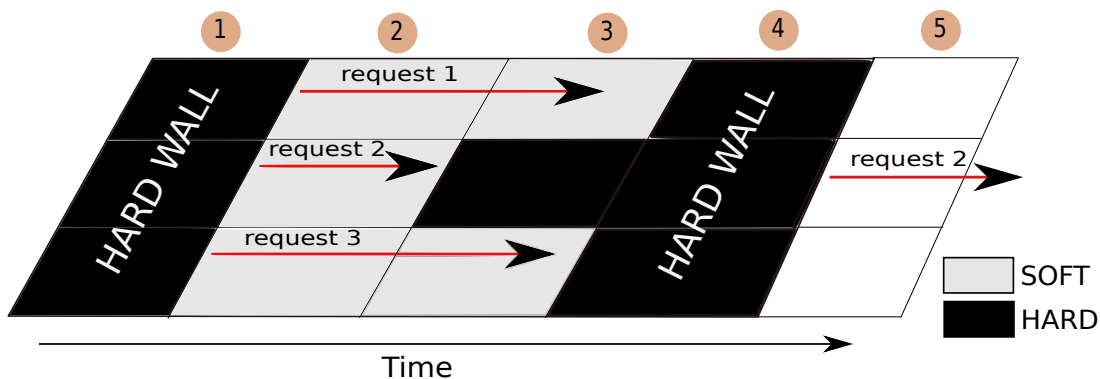 1
2
3
4
5
request 1
HARD WALL
HARD WALL
request 2
request 2
request 3
SOFT
HARD
Time